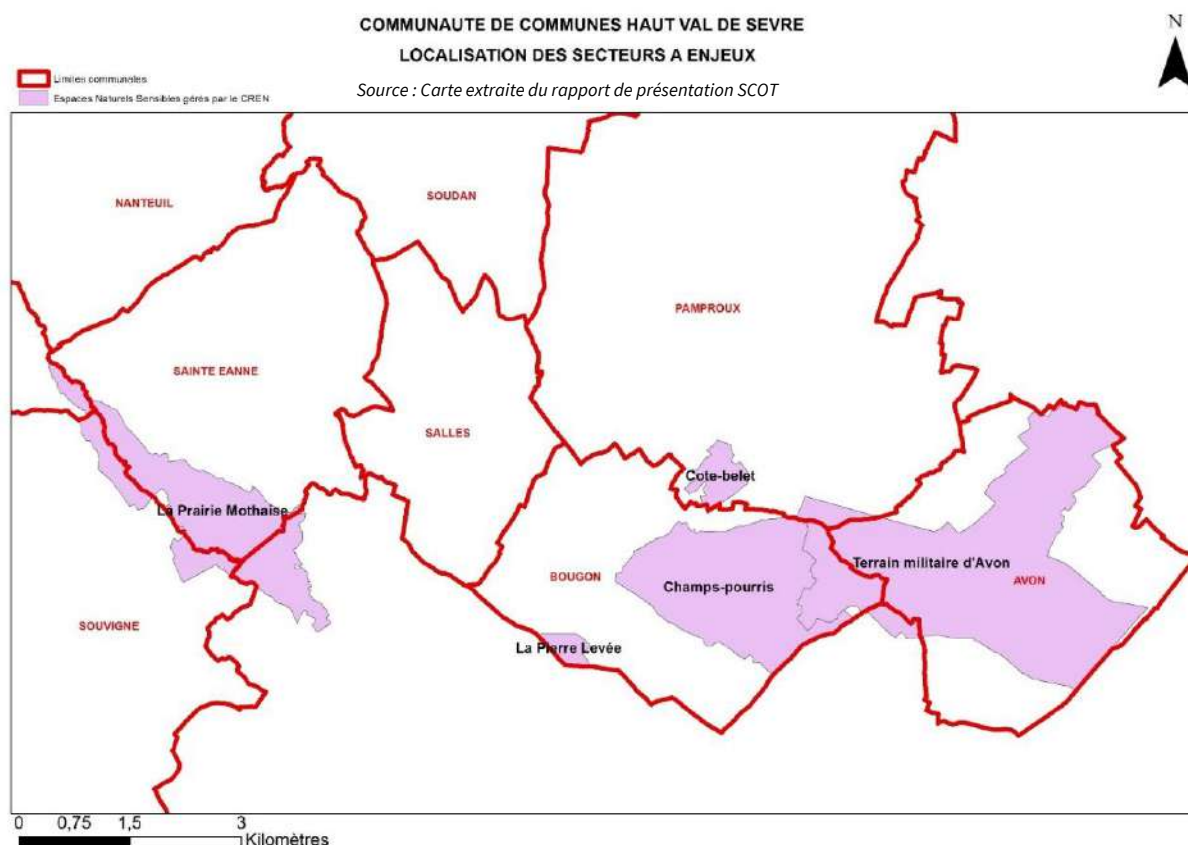 COMMUNAUTE DE COMMUNES HAUT VAL DE SEVRE
LOCALISATION DES SECTEURS A ENJEUX
N
Limites communales
Espaces Naturels Sensibles gérés par le CREN
Source : Carte extraite du rapport de présentation SCOT
NANTEUIL
SOUDAN
PAMPROUX
SAINTE EANNE
SALLES
Cote-belet
La Prairie Mothaise
Terrain militaire d'Avon
BOUGON
Champs-pourris
AVON
SOUVIGNE
La Pierre Levée
0 0,75 1,5 3
Kilomètres